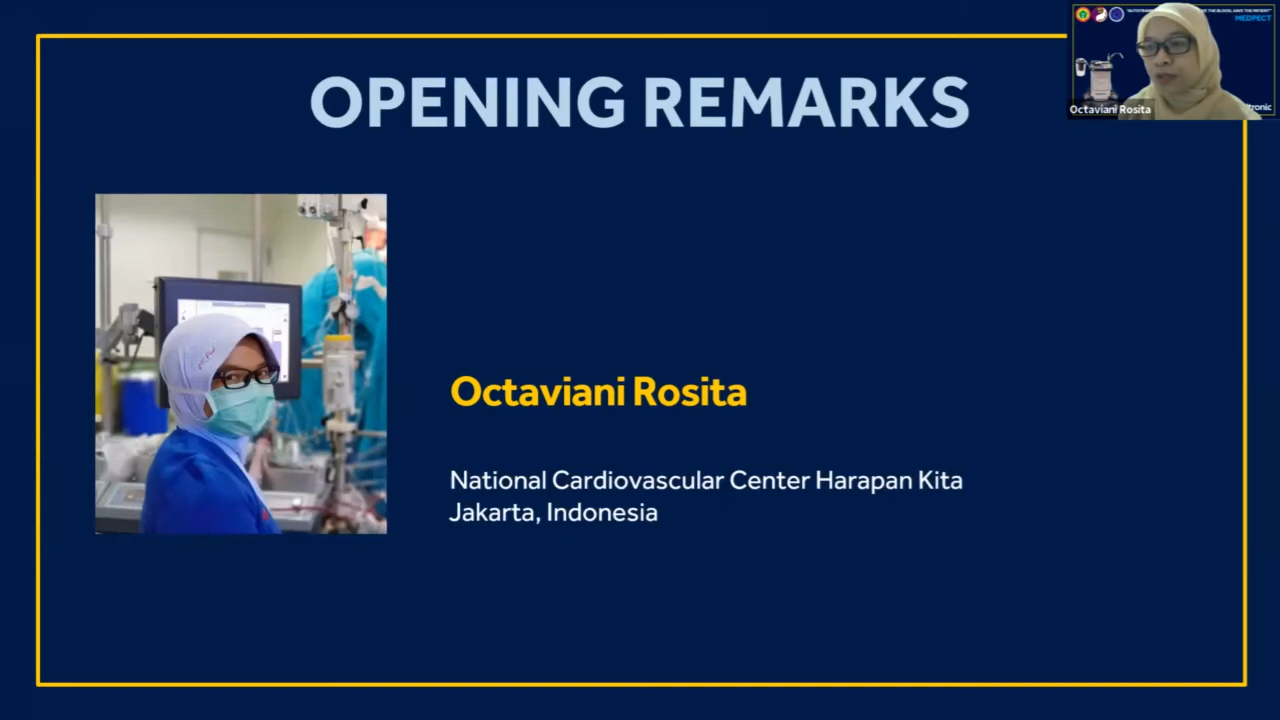 OPENING REMARKS
MEDPECT
Octaviani Rosita
Octaviani Rosita
National Cardiovascular Center Harapan Kita
Jakarta, Indonesia